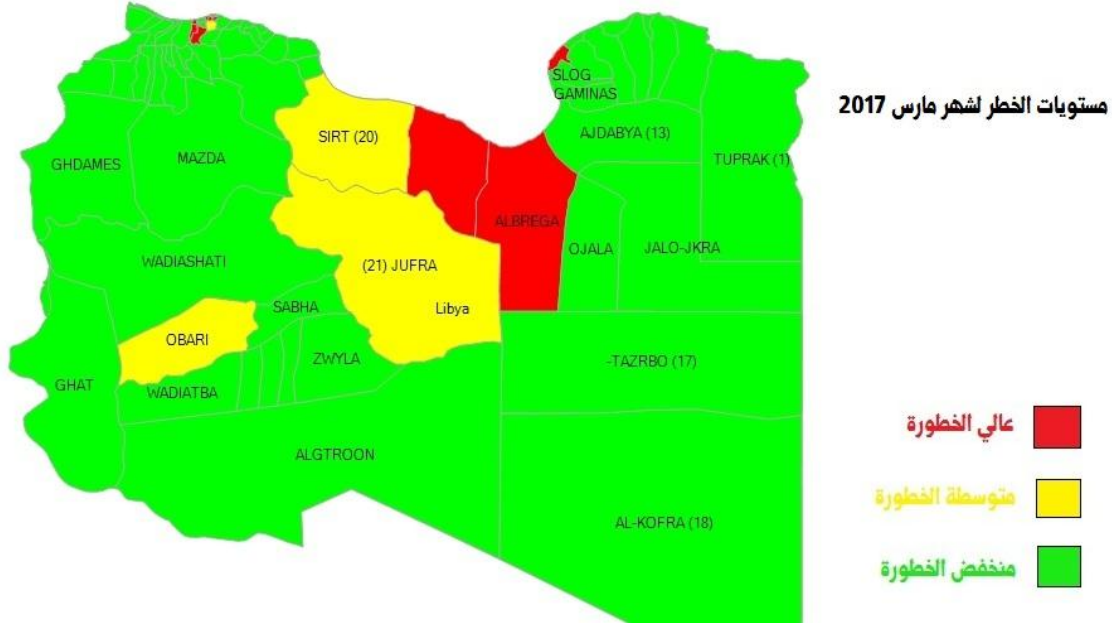 مستويات الخطر لشهر مارس 2017
SLOG
GAMINAS
SIRT (20)
AJDABYA (13)
GHDAMES
MAZDA
TUPRAK (1)
ALBREGA
OJALA
JALO-JKRA
WADIASHATI
(21) JUFRA
SABHA
Libya
OBARI
ZWYLA
-TAZRBO (17)
GHAT
WADIATBA
ALGTROON
AL-KOFRA (18)
عالي الخطورة
متوسطة الخطورة
منخفض الخطورة